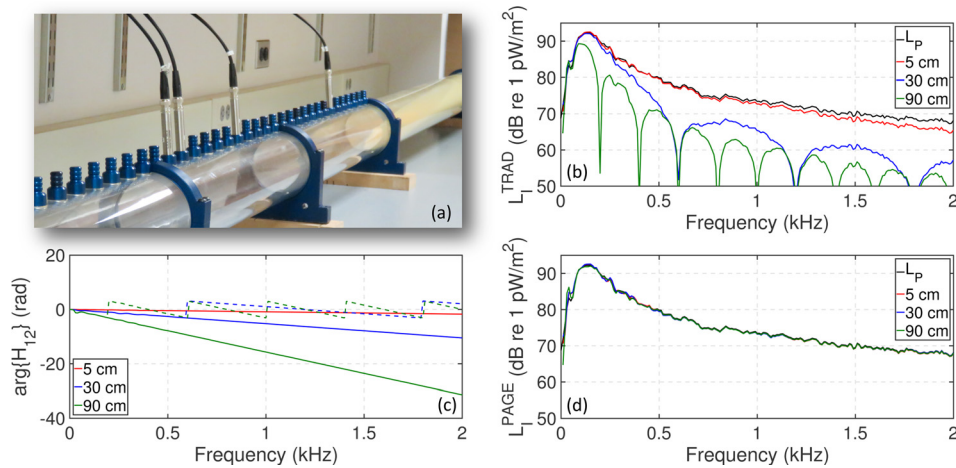 (a)
L_I^TRAD (dB re 1 pW/m²)
90
80
70
60
50
0
0.5
1
1.5
2
Frequency (kHz)
L_P
5 cm
30 cm
90 cm
(b)
arg{H_12} (rad)
20
0
-20
-40
0
0.5
1
1.5
2
Frequency (kHz)
5 cm
30 cm
90 cm
(c)
L_I^PAGE (dB re 1 pW/m²)
90
80
70
60
50
0
0.5
1
1.5
2
Frequency (kHz)
L_P
5 cm
30 cm
90 cm
(d)